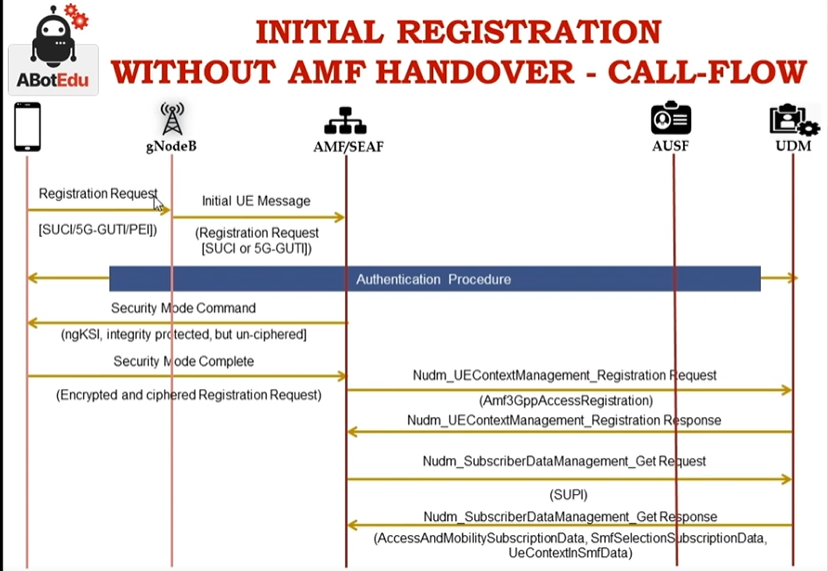 INITIAL REGISTRATION
WITHOUT AMF HANDOVER - CALL-FLOW
ABotEdu
gNodeB
AMF/SEAF
AUSF
UDM
Registration Request
[SUCI/5G-GUTI/PEI])
Initial UE Message
(Registration Request
[SUCI or 5G-GUTI])
Authentication Procedure
Security Mode Command
(ngKSI, integrity protected, but un-ciphered]
Security Mode Complete
(Encrypted and ciphered Registration Request)
Nudm_UEContextManagement_Registration Request
(Amf3GppAccessRegistration)
Nudm_UEContextManagement_Registration Response
Nudm_SubscriberDataManagement_Get Request
(SUPI)
Nudm_SubscriberDataManagement_Get Response
(AccessAndMobilitySubscriptionData, SmfSelectionSubscriptionData,
UeContextInSmfData)